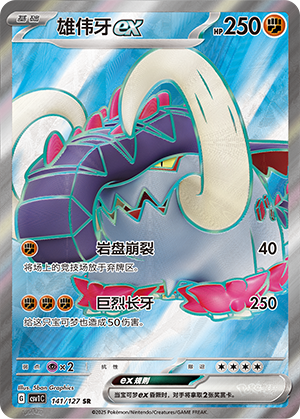 基础 雄伟牙ex HP 250
岩盘崩裂 40
将场上的竞技场放于弃牌区。
巨烈长牙 250
给这只宝可梦也造成50伤害。
弱点 ×2 抵抗力 撤退
Illus. 5ban Graphics
G CSV1C 141/127 SR
ex规则
当宝可梦ex昏厥时，对手将拿取2张奖赏卡。
©2025 Pokémon/Nintendo/Creatures/GAME FREAK.